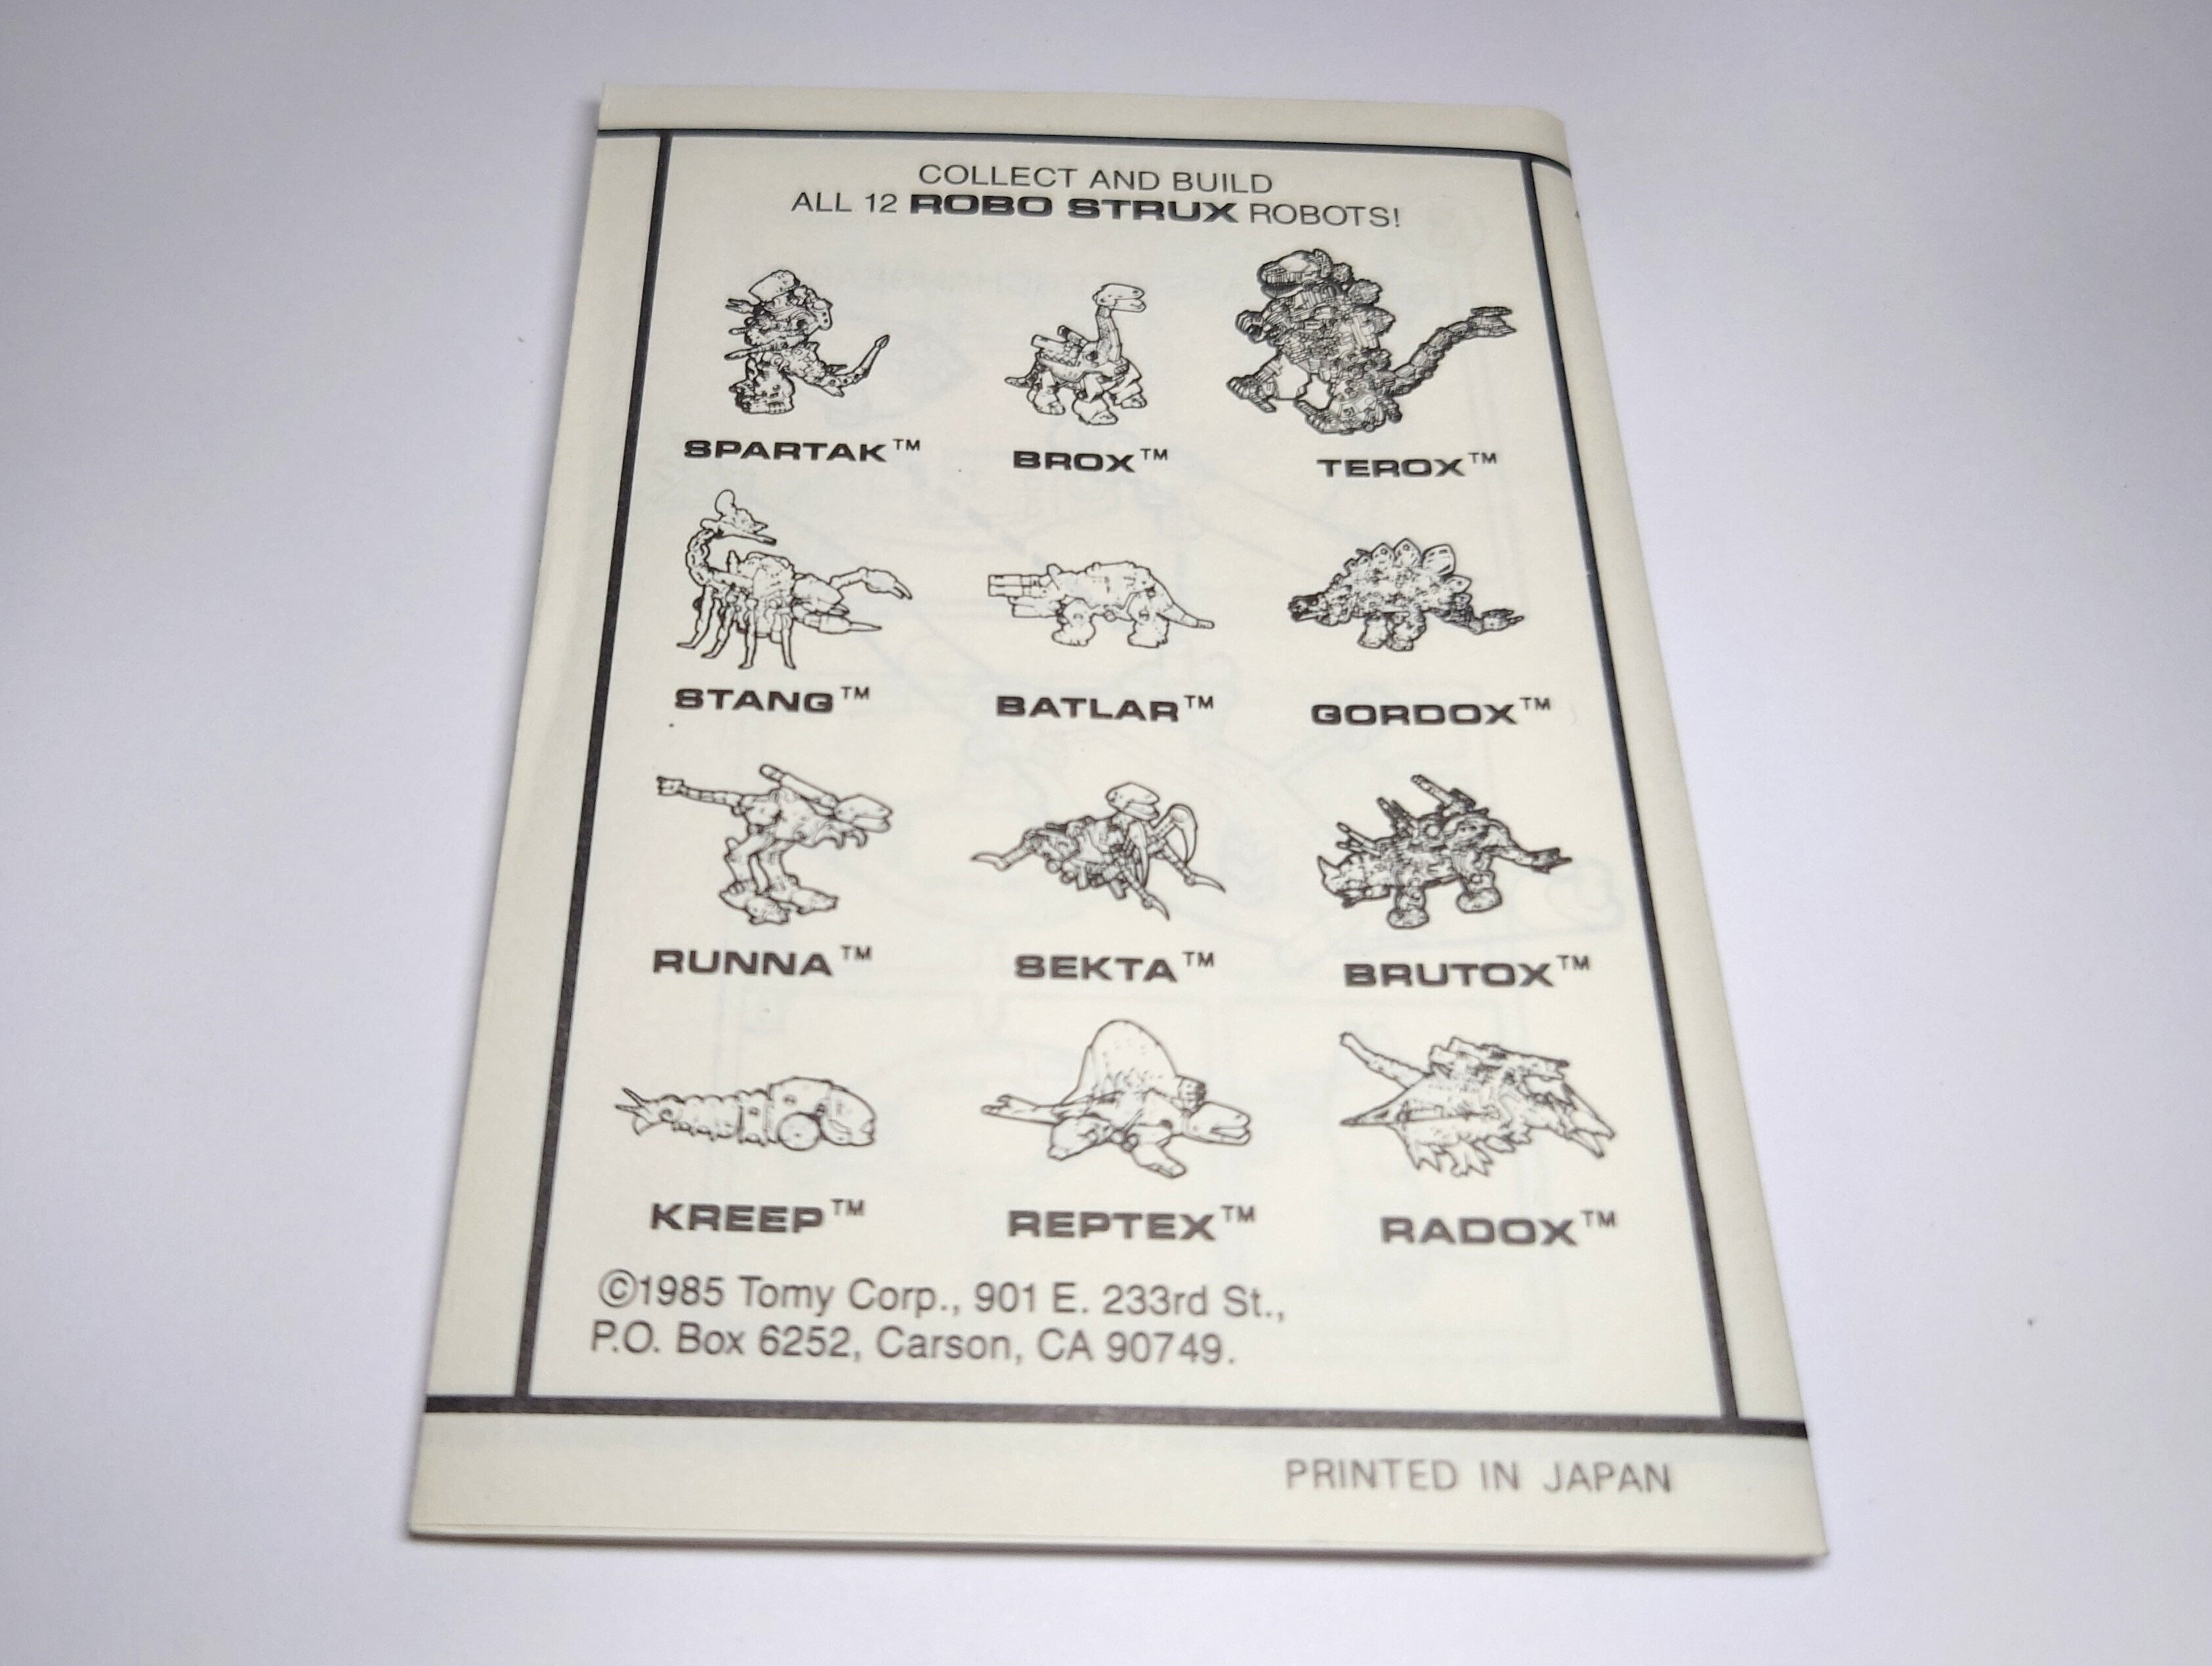 COLLECT AND BUILD
ALL 12 ROBO STRUX ROBOTS!
SPARTAK™ BROX™ TEROX™
STANG™ BATLAR™ GORDOX™
RUNNA™ SEKTA™ BRUTOX™
KREEP™ REPTEX™ RADOX™
©1985 Tomy Corp., 901 E. 233rd St.,
P.O. Box 6252, Carson, CA 90749.
PRINTED IN JAPAN